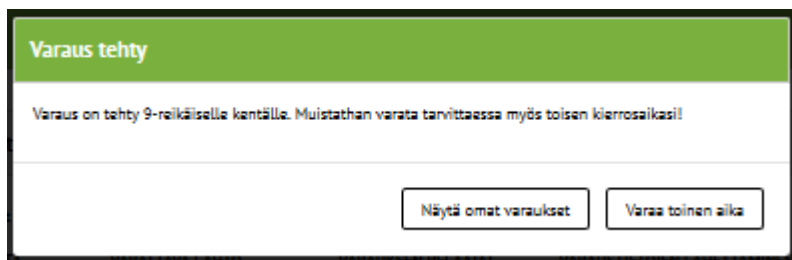 Varaus tehty
Varaus on tehty 9-reikäiselle kentälle. Muistathan varata tarvittaessa myös toisen kierrosaikasi!
Näytä omat varaukset
Varaa toinen aika